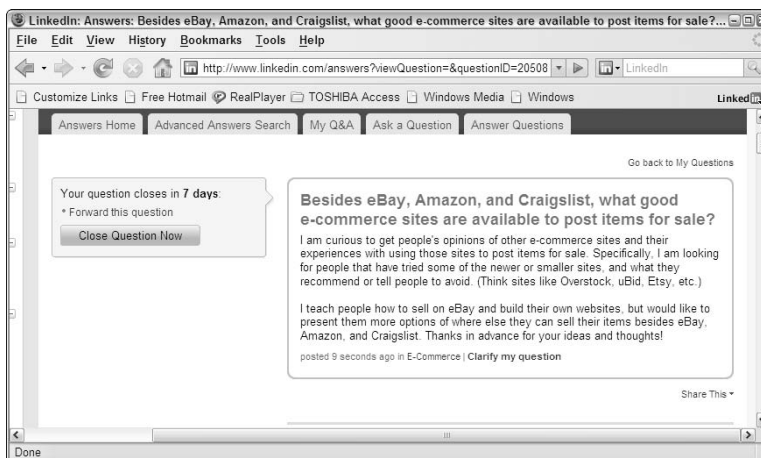 LinkedIn: Answers: Besides eBay, Amazon, and Craigslist, what good e-commerce sites are available to post items for sale?...
File Edit View History Bookmarks Tools Help
http://www.linkedin.com/answers?viewQuestion=&questionID=20508
LinkedIn
Customize Links Free Hotmail RealPlayer TOSHIBA Access Windows Media Windows
Linked in
Answers Home Advanced Answers Search My Q&A Ask a Question Answer Questions
Go back to My Questions
Your question closes in 7 days:
* Forward this question
Close Question Now
Besides eBay, Amazon, and Craigslist, what good
e-commerce sites are available to post items for sale?
I am curious to get people's opinions of other e-commerce sites and their
experiences with using those sites to post items for sale. Specifically, I am looking
for people that have tried some of the newer or smaller sites, and what they
recommend or tell people to avoid. (Think sites like Overstock, uBid, Etsy, etc.)
I teach people how to sell on eBay and build their own websites, but would like to
present them more options of where else they can sell their items besides eBay,
Amazon, and Craigslist. Thanks in advance for your ideas and thoughts!
posted 9 seconds ago in E-Commerce | Clarify my question
Share This
Done